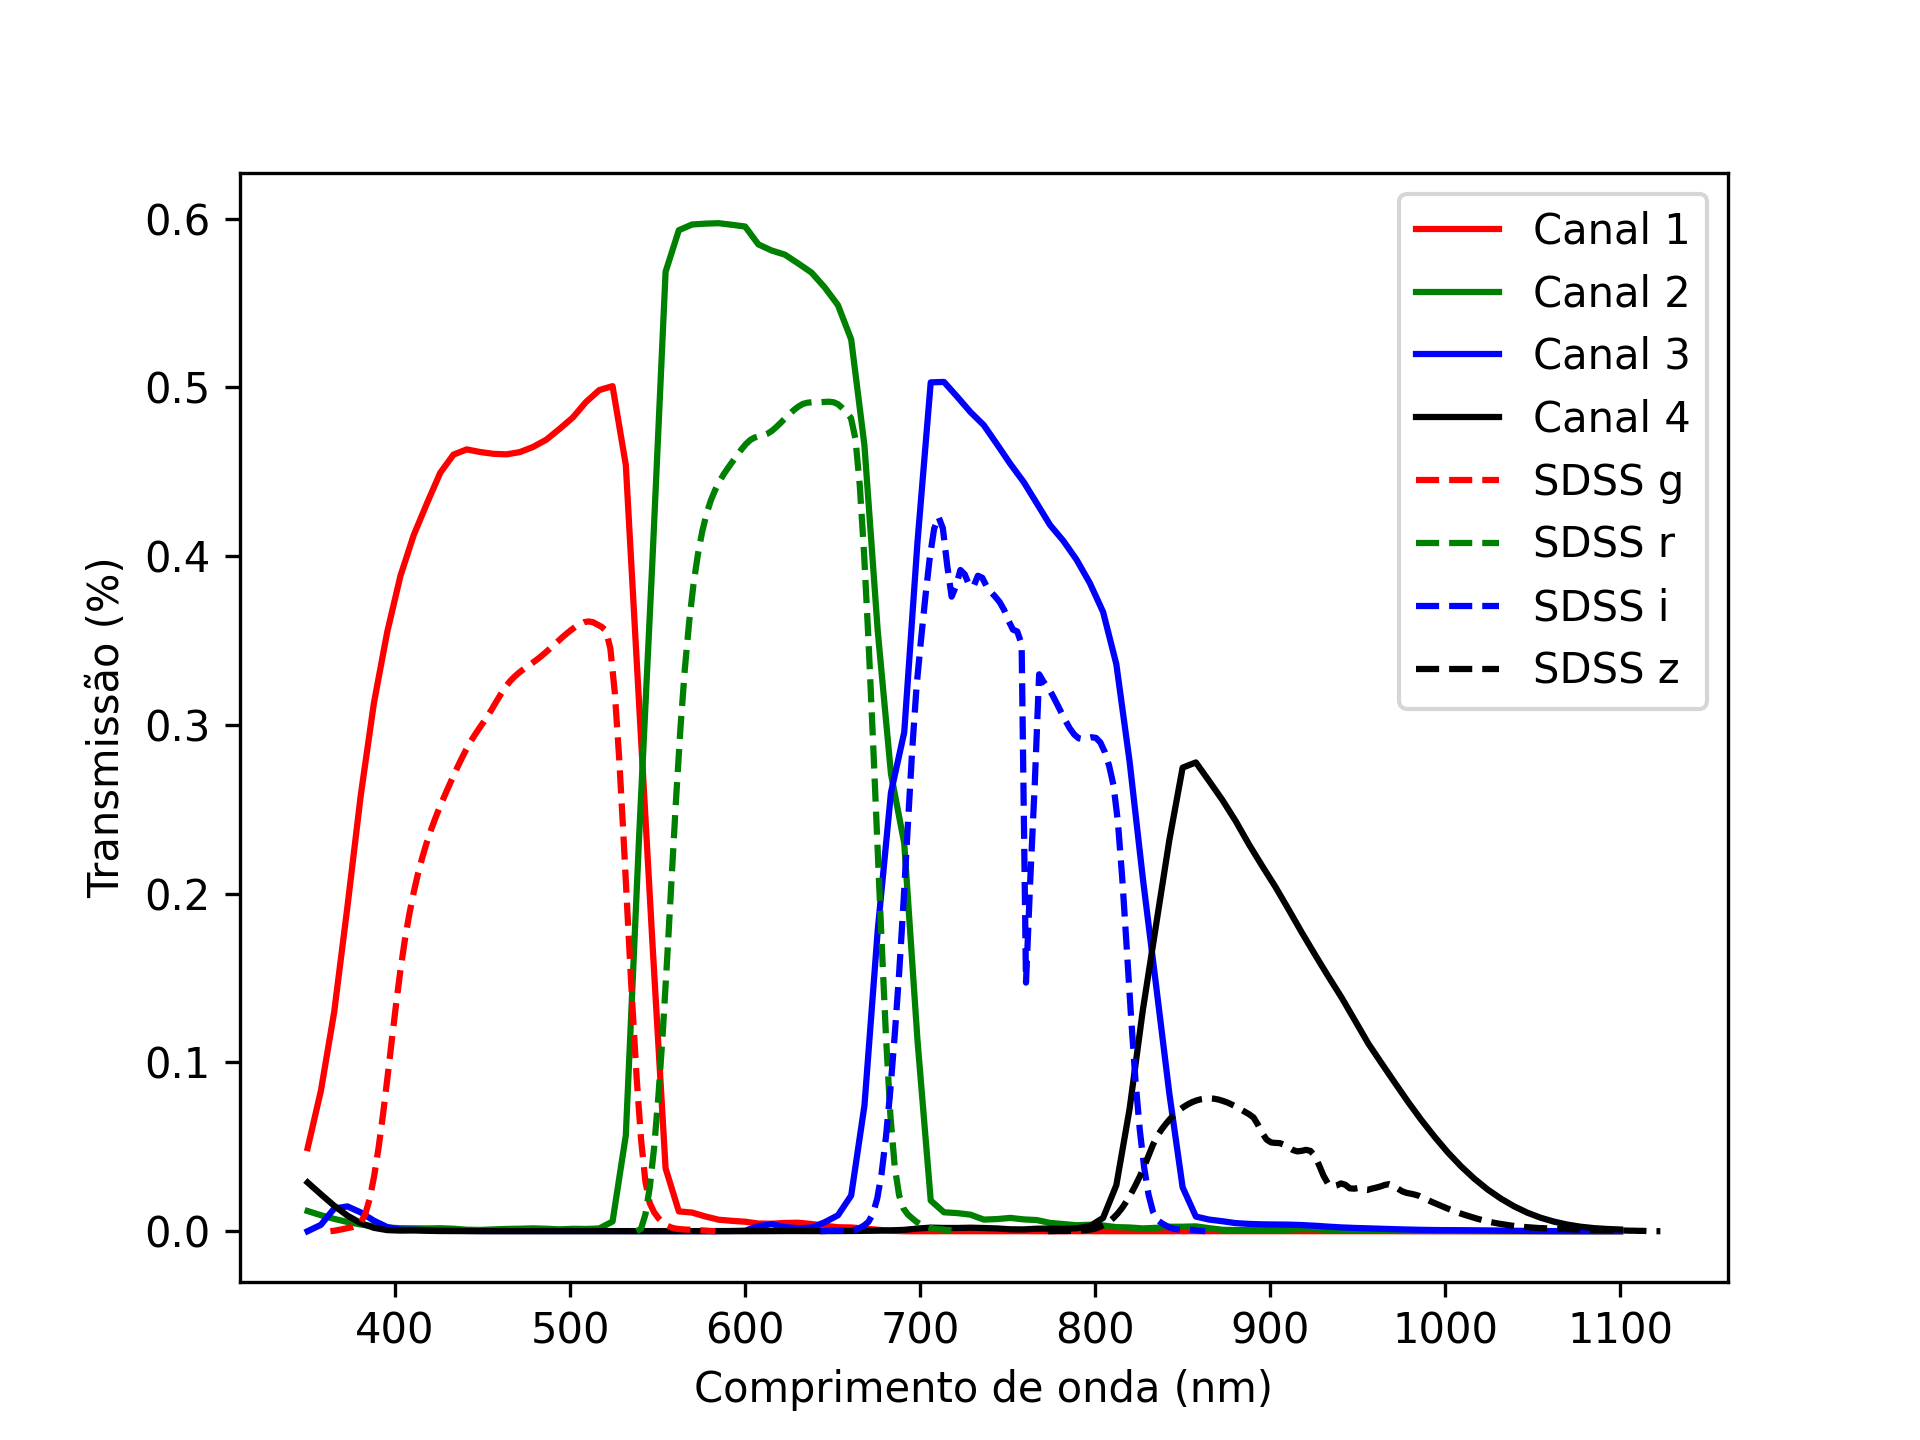 0.6
0.5
0.4
0.3
0.2
0.1
0.0
Transmissão (%)
400 500 600 700 800 900 1000 1100
Comprimento de onda (nm)
Canal 1
Canal 2
Canal 3
Canal 4
SDSS g
SDSS r
SDSS i
SDSS z